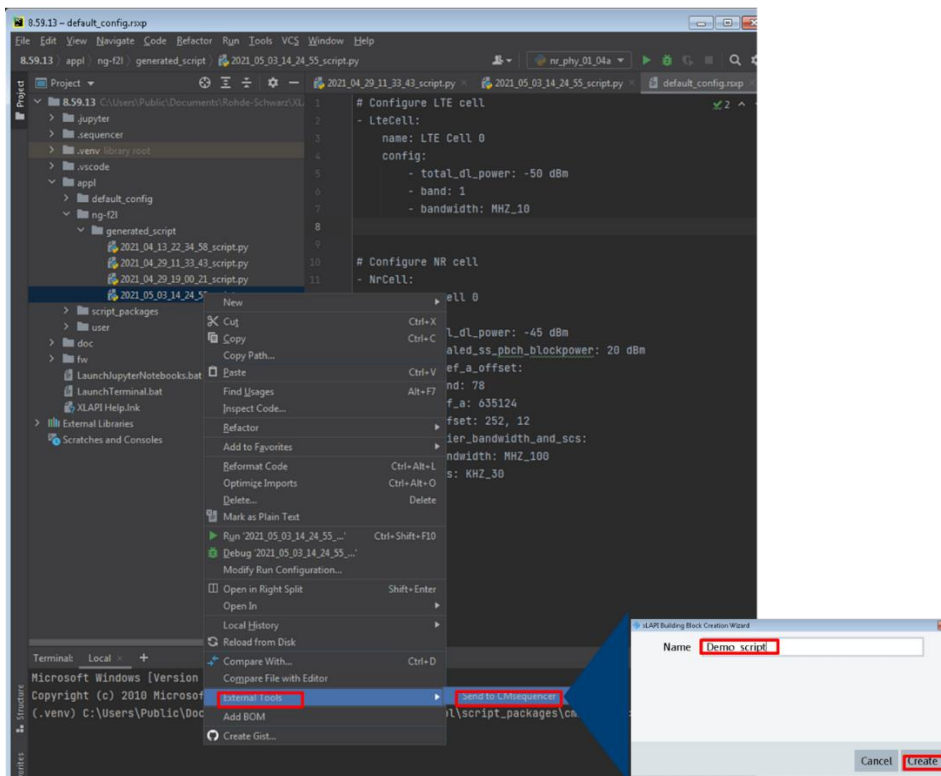 8.59.13 – default_config.rsxp
File Edit View Navigate Code Refactor Run Tools VCS Window Help
8.59.13 appl ng-f2l generated_script 2021_05_03_14_24_55_script.py nr_phy_01_04a
Project
Project 2021_04_29_11_33_43_script.py 2021_05_03_14_24_55_script.py default_config.rsxp
8.59.13 C:\Users\Public\Documents\Rohde-Schwarz\XL
.jupyter
.sequencer
.venv library root
.vscode
appl
default_config
ng-f2l
generated_script
2021_04_13_22_34_58_script.py
2021_04_29_11_33_43_script.py
2021_04_29_19_00_21_script.py
2021_05_03_14_24_5
script_packages
user
doc
fw
LaunchJupyterNotebooks.bat
LaunchTerminal.bat
XLAPI Help.lnk
External Libraries
Scratches and Consoles
2
1 # Configure LTE cell
2 - LteCell:
3 name: LTE Cell 0
4 config:
5 - total_dl_power: -50 dBm
6 - band: 1
7 - bandwidth: MHZ_10
8
9
10 # Configure NR cell
11 - NrCell:
ell 0
l_dl_power: -45 dBm
aled_ss_pbch_blockpower: 20 dBm
ef_a_offset:
nd: 78
f_a: 635124
fset: 252, 12
ier_bandwidth_and_scs:
ndwidth: MHZ_100
s: KHZ_30
New
Cut Ctrl+X
Copy Ctrl+C
Copy Path...
Paste Ctrl+V
Find Usages Alt+F7
Inspect Code...
Refactor
Add to Favorites
Reformat Code Ctrl+Alt+L
Optimize Imports Ctrl+Alt+O
Delete... Delete
Mark as Plain Text
Run '2021_05_03_14_24_55_...' Ctrl+Shift+F10
Debug '2021_05_03_14_24_55_...'
Modify Run Configuration...
Open in Right Split Shift+Enter
Open In
Local History
Reload from Disk
Compare With... Ctrl+D
Compare File with Editor
External Tools
Send to CMsequencer
Add BOM
Create Gist...
Terminal: Local +
Microsoft Windows [Version
Copyright (c) 2010 Microsof
(.venv) C:\Users\Public\Doc
ol\script_packages\cm
Structure
xLAPI Building Block Creation Wizard
Name Demo_script
Cancel Create